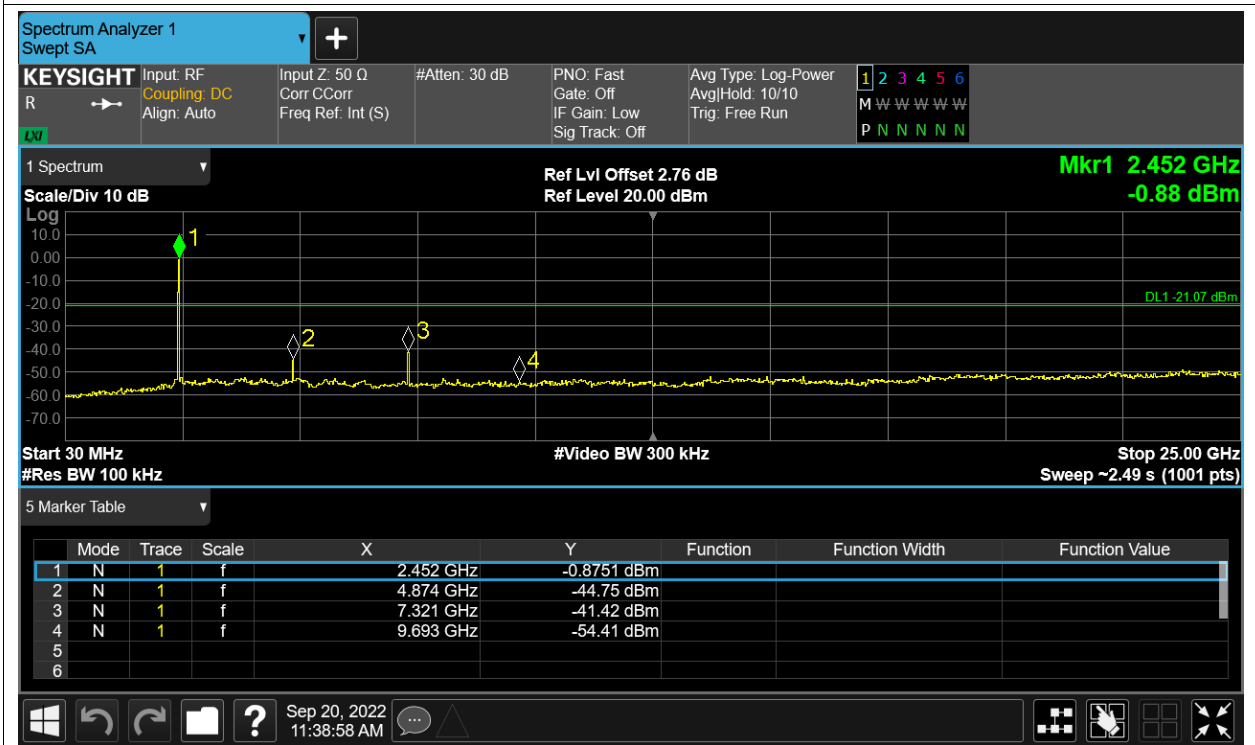 Spectrum Analyzer 1
Swept SA
KEYSIGHT Input: RF Input Z: 50 Ω #Atten: 30 dB PNO: Fast Avg Type: Log-Power 1 2 3 4 5 6
R Coupling: DC Corr CCorr Gate: Off Avg|Hold: 10/10 M W W W W W
Align: Auto Freq Ref: Int (S) IF Gain: Low Trig: Free Run
LXI Sig Track: Off P N N N N N
1 Spectrum Ref Lvl Offset 2.76 dB Mkr1 2.452 GHz
Scale/Div 10 dB Ref Level 20.00 dBm -0.88 dBm
Log
10.0
1
0.00
-10.0
-20.0
DL1 -21.07 dBm
-30.0
2
3
-40.0
4
-50.0
-60.0
-70.0
Start 30 MHz #Video BW 300 kHz Stop 25.00 GHz
#Res BW 100 kHz Sweep ~2.49 s (1001 pts)
5 Marker Table
Mode Trace Scale X Y Function Function Width Function Value
1 N 1 f 2.452 GHz -0.8751 dBm
2 N 1 f 4.874 GHz -44.75 dBm
3 N 1 f 7.321 GHz -41.42 dBm
4 N 1 f 9.693 GHz -54.41 dBm
5
6
? Sep 20, 2022
11:38:58 AM